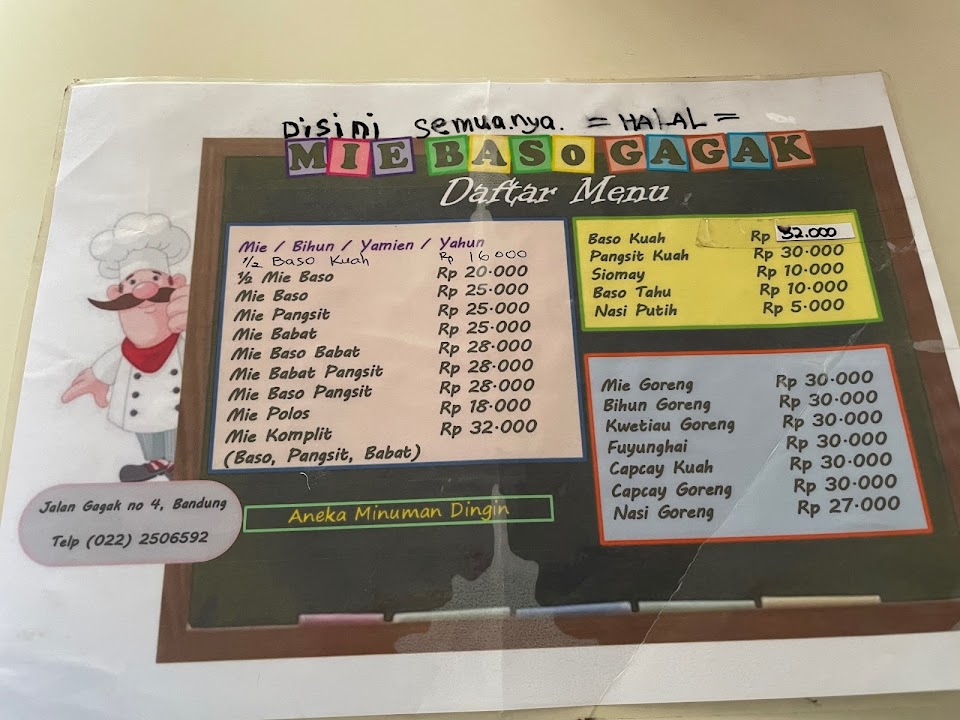 Disini semuanya. = HALAL =
MIE BASO GAGAK
Daftar Menu
Mie / Bihun / Yamien / Yahun
1/2 Baso Kuah Rp 16000
½ Mie Baso Rp 20.000
Mie Baso Rp 25.000
Mie Pangsit Rp 25.000
Mie Babat Rp 25.000
Mie Baso Babat Rp 28.000
Mie Babat Pangsit Rp 28.000
Mie Baso Pangsit Rp 28.000
Mie Polos Rp 18.000
Mie Komplit Rp 32.000
(Baso, Pangsit, Babat)
Baso Kuah Rp 32.000
Pangsit Kuah Rp 30.000
Siomay Rp 10.000
Baso Tahu Rp 10.000
Nasi Putih Rp 5.000
Mie Goreng Rp 30.000
Bihun Goreng Rp 30.000
Kwetiau Goreng Rp 30.000
Fuyunghai Rp 30.000
Capcay Kuah Rp 30.000
Capcay Goreng Rp 30.000
Nasi Goreng Rp 27.000
Aneka Minuman Dingin
Jalan Gagak no 4, Bandung
Telp (022) 2506592